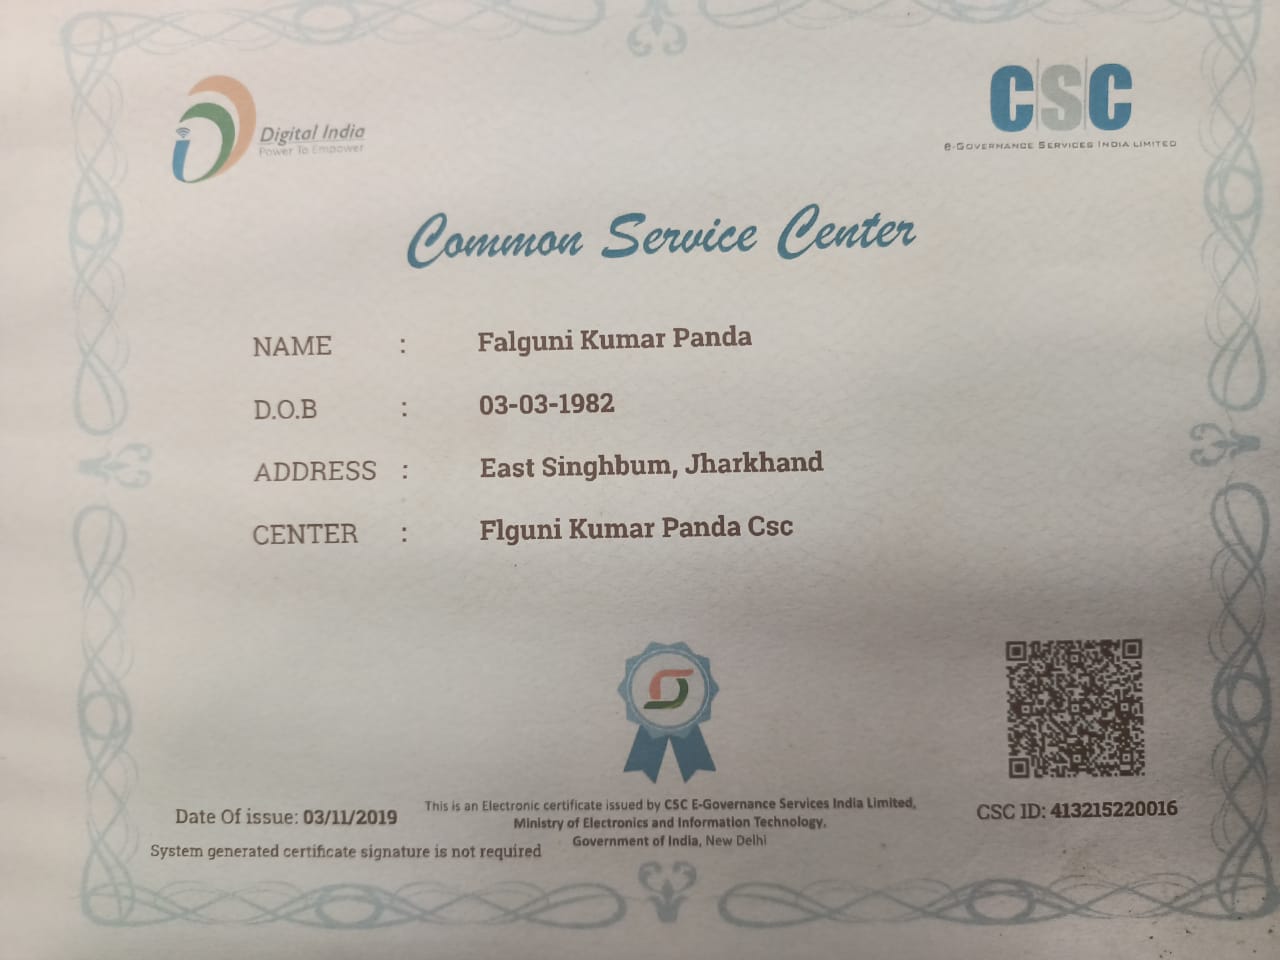 Digital India
Power To Empower
CSC
e-Governance Services India Limited
Common Service Center
NAME : Falguni Kumar Panda
D.O.B : 03-03-1982
ADDRESS : East Singhbum, Jharkhand
CENTER : Flguni Kumar Panda Csc
Date Of issue: 03/11/2019
System generated certificate signature is not required
This is an Electronic certificate issued by CSC E-Governance Services India Limited,
Ministry of Electronics and Information Technology,
Government of India, New Delhi
CSC ID: 413215220016